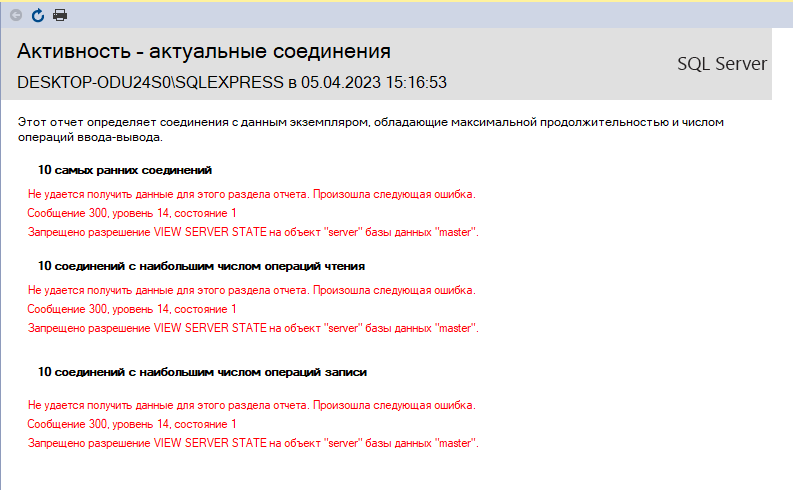 Активность - актуальные соединения
SQL Server
DESKTOP-ODU24S0\SQLEXPRESS в 05.04.2023 15:16:53
Этот отчет определяет соединения с данным экземпляром, обладающие максимальной продолжительностью и числом
операций ввода-вывода.
10 самых ранних соединений
Не удается получить данные для этого раздела отчета. Произошла следующая ошибка.
Сообщение 300, уровень 14, состояние 1
Запрещено разрешение VIEW SERVER STATE на объект "server" базы данных "master".
10 соединений с наибольшим числом операций чтения
Не удается получить данные для этого раздела отчета. Произошла следующая ошибка.
Сообщение 300, уровень 14, состояние 1
Запрещено разрешение VIEW SERVER STATE на объект "server" базы данных "master".
10 соединений с наибольшим числом операций записи
Не удается получить данные для этого раздела отчета. Произошла следующая ошибка.
Сообщение 300, уровень 14, состояние 1
Запрещено разрешение VIEW SERVER STATE на объект "server" базы данных "master".